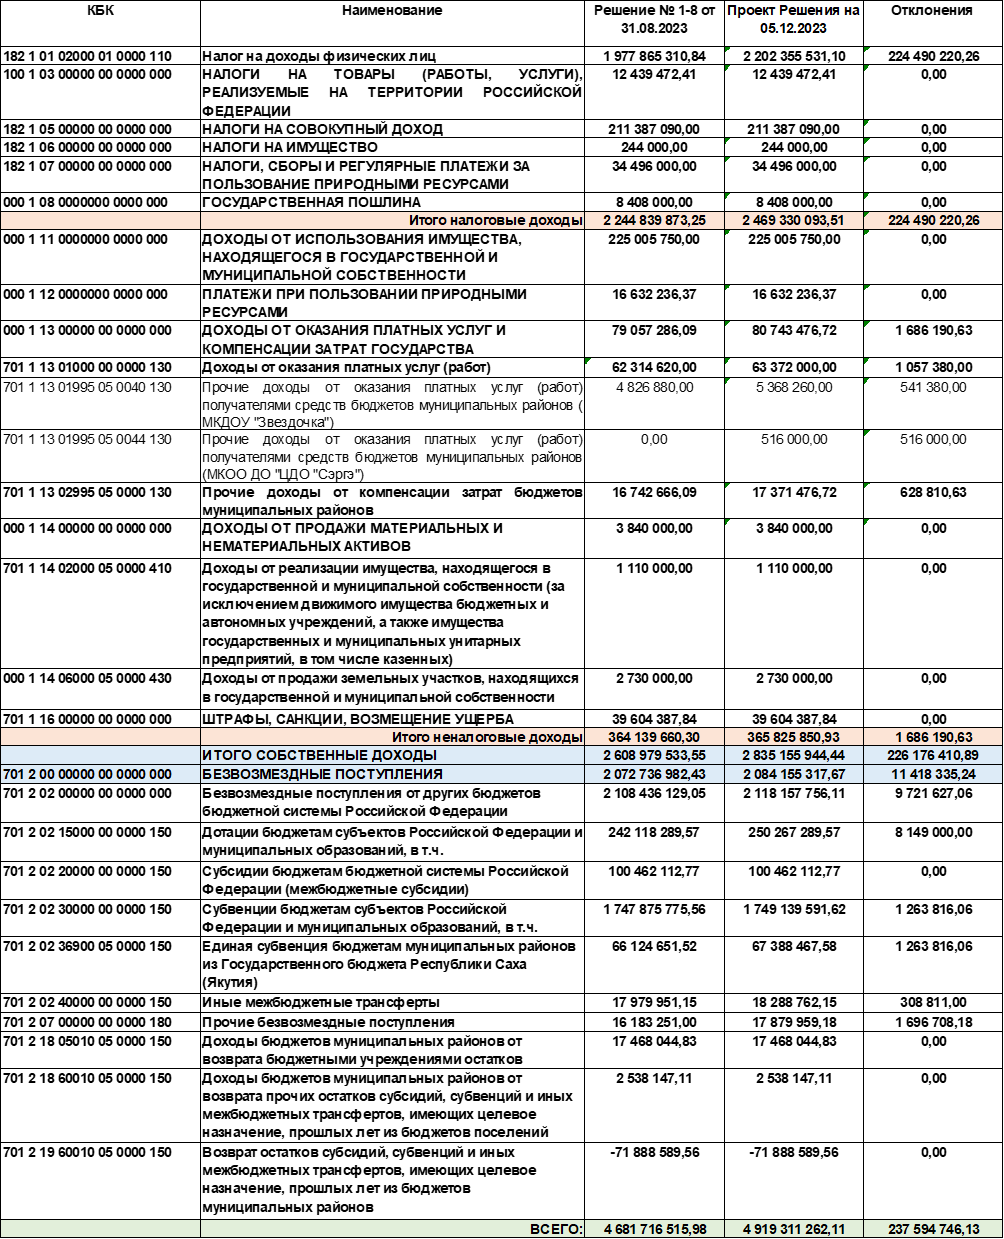 КБК Наименование Решение № 1-8 от Проект Решения на Отклонения
31.08.2023 05.12.2023
182 1 01 02000 01 0000 110 Налог на доходы физических лиц 1 977 865 310,84 2 202 355 531,10 224 490 220,26
100 1 03 00000 00 0000 000 НАЛОГИ НА ТОВАРЫ (РАБОТЫ, УСЛУГИ), 12 439 472,41 12 439 472,41 0,00
РЕАЛИЗУЕМЫЕ НА ТЕРРИТОРИИ РОССИЙСКОЙ
ФЕДЕРАЦИИ
182 1 05 00000 00 0000 000 НАЛОГИ НА СОВОКУПНЫЙ ДОХОД 211 387 090,00 211 387 090,00 0,00
182 1 06 00000 00 0000 000 НАЛОГИ НА ИМУЩЕСТВО 244 000,00 244 000,00 0,00
182 1 07 00000 00 0000 000 НАЛОГИ, СБОРЫ И РЕГУЛЯРНЫЕ ПЛАТЕЖИ ЗА 34 496 000,00 34 496 000,00 0,00
ПОЛЬЗОВАНИЕ ПРИРОДНЫМИ РЕСУРСАМИ
000 1 08 0000000 0000 000 ГОСУДАРСТВЕННАЯ ПОШЛИНА 8 408 000,00 8 408 000,00 0,00
Итого налоговые доходы 2 244 839 873,25 2 469 330 093,51 224 490 220,26
000 1 11 0000000 0000 000 ДОХОДЫ ОТ ИСПОЛЬЗОВАНИЯ ИМУЩЕСТВА, 225 005 750,00 225 005 750,00 0,00
НАХОДЯЩЕГОСЯ В ГОСУДАРСТВЕННОЙ И
МУНИЦИПАЛЬНОЙ СОБСТВЕННОСТИ
000 1 12 0000000 0000 000 ПЛАТЕЖИ ПРИ ПОЛЬЗОВАНИИ ПРИРОДНЫМИ 16 632 236,37 16 632 236,37 0,00
РЕСУРСАМИ
000 1 13 00000 00 0000 000 ДОХОДЫ ОТ ОКАЗАНИЯ ПЛАТНЫХ УСЛУГ И 79 057 286,09 80 743 476,72 1 686 190,63
КОМПЕНСАЦИИ ЗАТРАТ ГОСУДАРСТВА
701 1 13 01000 00 0000 130 Доходы от оказания платных услуг (работ) 62 314 620,00 63 372 000,00 1 057 380,00
701 1 13 01995 05 0040 130 Прочие доходы от оказания платных услуг (работ) 4 826 880,00 5 368 260,00 541 380,00
получателями средств бюджетов муниципальных районов (
МКДОУ "Звездочка")
701 1 13 01995 05 0044 130 Прочие доходы от оказания платных услуг (работ) 0,00 516 000,00 516 000,00
получателями средств бюджетов муниципальных районов
(МКОО ДО "ЦДО "Сэргэ")
701 1 13 02995 05 0000 130 Прочие доходы от компенсации затрат бюджетов 16 742 666,09 17 371 476,72 628 810,63
муниципальных районов
000 1 14 00000 00 0000 000 ДОХОДЫ ОТ ПРОДАЖИ МАТЕРИАЛЬНЫХ И 3 840 000,00 3 840 000,00 0,00
НЕМАТЕРИАЛЬНЫХ АКТИВОВ
701 1 14 02000 05 0000 410 Доходы от реализации имущества, находящегося в 1 110 000,00 1 110 000,00 0,00
государственной и муниципальной собственности (за
исключением движимого имущества бюджетных и
автономных учреждений, а также имущества
государственных и муниципальных унитарных
предприятий, в том числе казенных)
000 1 14 06000 05 0000 430 Доходы от продажи земельных участков, находящихся 2 730 000,00 2 730 000,00 0,00
в государственной и муниципальной собственности
701 1 16 00000 00 0000 000 ШТРАФЫ, САНКЦИИ, ВОЗМЕЩЕНИЕ УЩЕРБА 39 604 387,84 39 604 387,84 0,00
Итого неналоговые доходы 364 139 660,30 365 825 850,93 1 686 190,63
ИТОГО СОБСТВЕННЫЕ ДОХОДЫ 2 608 979 533,55 2 835 155 944,44 226 176 410,89
701 2 00 00000 00 0000 000 БЕЗВОЗМЕЗДНЫЕ ПОСТУПЛЕНИЯ 2 072 736 982,43 2 084 155 317,67 11 418 335,24
701 2 02 00000 00 0000 000 Безвозмездные поступления от других бюджетов 2 108 436 129,05 2 118 157 756,11 9 721 627,06
бюджетной системы Российской Федерации
701 2 02 15000 00 0000 150 Дотации бюджетам субъектов Российской Федерации и 242 118 289,57 250 267 289,57 8 149 000,00
муниципальных образований, в т.ч.
701 2 02 20000 00 0000 150 Субсидии бюджетам бюджетной системы Российской 100 462 112,77 100 462 112,77 0,00
Федерации (межбюджетные субсидии)
701 2 02 30000 00 0000 150 Субвенции бюджетам субъектов Российской 1 747 875 775,56 1 749 139 591,62 1 263 816,06
Федерации и муниципальных образований, в т.ч.
701 2 02 36900 05 0000 150 Единая субвенция бюджетам муниципальных районов 66 124 651,52 67 388 467,58 1 263 816,06
из Государственного бюджета Республики Саха
(Якутия)
701 2 02 40000 00 0000 150 Иные межбюджетные трансферты 17 979 951,15 18 288 762,15 308 811,00
701 2 07 00000 00 0000 180 Прочие безвозмездные поступления 16 183 251,00 17 879 959,18 1 696 708,18
701 2 18 05010 05 0000 150 Доходы бюджетов муниципальных районов от 17 468 044,83 17 468 044,83 0,00
возврата бюджетными учреждениями остатков
701 2 18 60010 05 0000 150 Доходы бюджетов муниципальных районов от 2 538 147,11 2 538 147,11 0,00
возврата прочих остатков субсидий, субвенций и иных
межбюджетных трансфертов, имеющих целевое
назначение, прошлых лет из бюджетов поселений
701 2 19 60010 05 0000 150 Возврат остатков субсидий, субвенций и иных -71 888 589,56 -71 888 589,56 0,00
межбюджетных трансфертов, имеющих целевое
назначение, прошлых лет из бюджетов
муниципальных районов
ВСЕГО: 4 681 716 515,98 4 919 311 262,11 237 594 746,13